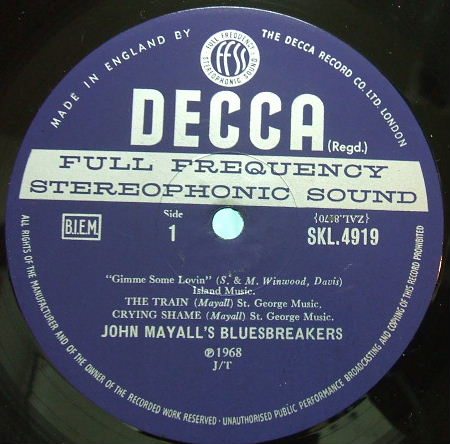 MADE IN ENGLAND BY
FULL FREQUENCY STEREOPHONIC SOUND
ffss
THE DECCA RECORD CO. LTD. LONDON
DECCA
(Regd.)
FULL FREQUENCY
STEREOPHONIC SOUND
B.I.E.M.
Side
1
{ZAL.8170}
SKL.4919
"Gimme Some Lovin" (S. & M. Winwood, Davis)
Island Music.
THE TRAIN (Mayall) St. George Music.
CRYING SHAME (Mayall) St. George Music.
JOHN MAYALL'S BLUESBREAKERS
℗1968
J/T
ALL RIGHTS OF THE MANUFACTURER AND OF THE OWNER OF THE RECORDED WORK RESERVED · UNAUTHORISED PUBLIC PERFORMANCE BROADCASTING AND COPYING OF THIS RECORD PROHIBITED